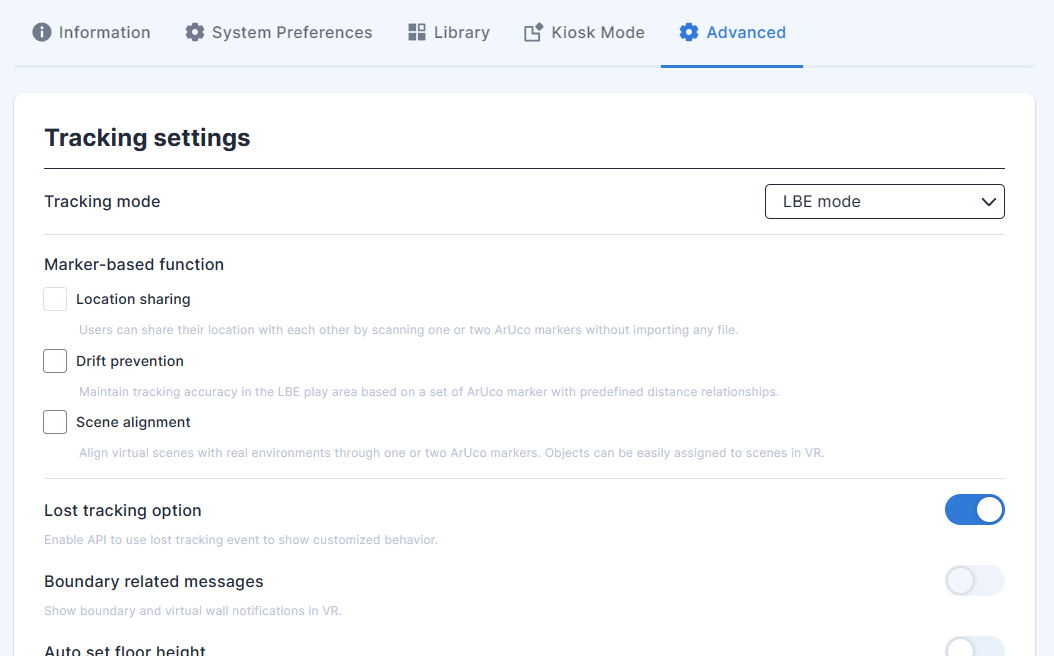 Information
System Preferences
Library
Kiosk Mode
Advanced
Tracking settings
Tracking mode
LBE mode
Marker-based function
Location sharing
Users can share their location with each other by scanning one or two ArUco markers without importing any file.
Drift prevention
Maintain tracking accuracy in the LBE play area based on a set of ArUco marker with predefined distance relationships.
Scene alignment
Align virtual scenes with real environments through one or two ArUco markers. Objects can be easily assigned to scenes in VR.
Lost tracking option
Enable API to use lost tracking event to show customized behavior.
Boundary related messages
Show boundary and virtual wall notifications in VR.
Auto set floor height